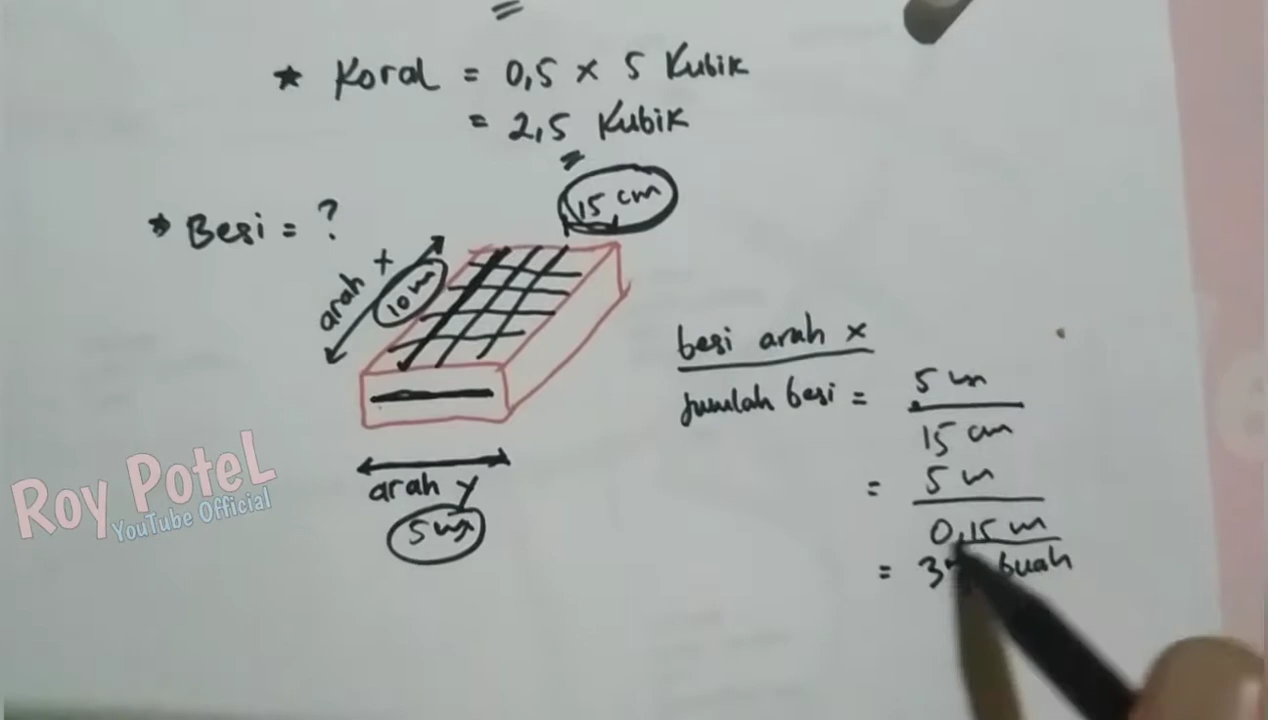 * Koral = 0,5 × 5 Kubik
= 2,5 Kubik
15 cm
* Besi = ?
arah x
10 m
besi arah x
jumlah besi = 5 m
15 cm
= 5 m
0,15 m
= buah
arah y
5 m
Roy PoteL
YouTube Official